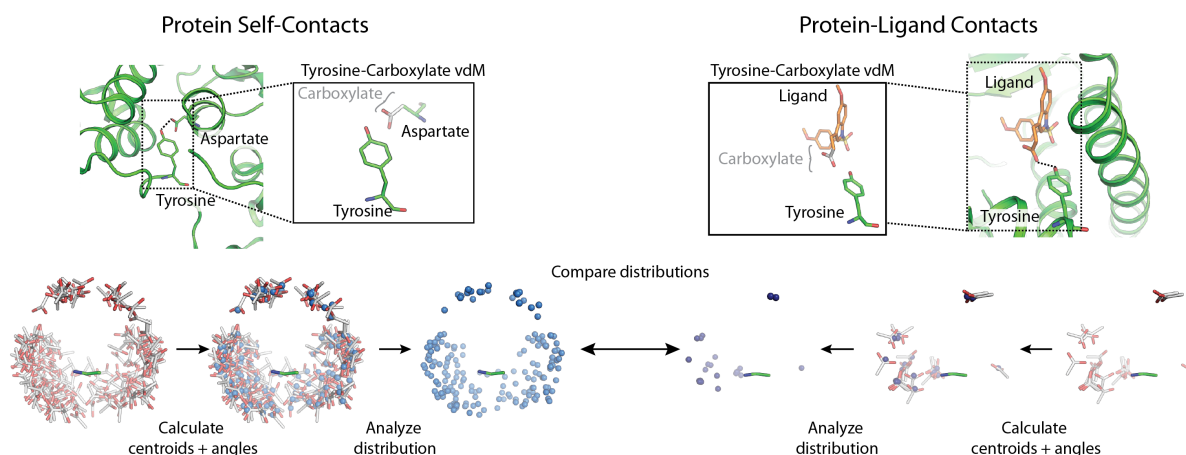 Protein Self-Contacts
Protein-Ligand Contacts
Tyrosine-Carboxylate vdM
Carboxylate
Aspartate
Tyrosine
Aspartate
Tyrosine
Tyrosine-Carboxylate vdM
Ligand
Carboxylate
Tyrosine
Ligand
Tyrosine
Compare distributions
Calculate
centroids + angles
Analyze
distribution
Analyze
distribution
Calculate
centroids + angles